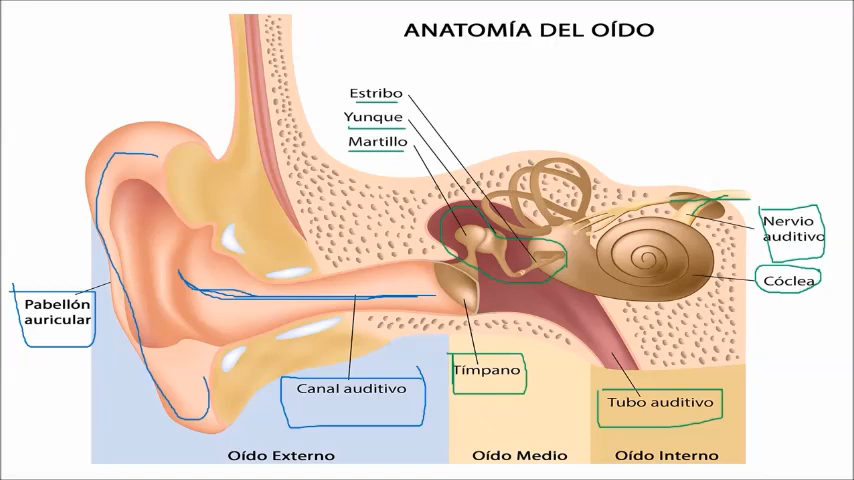 ANATOMÍA DEL OÍDO
Estribo
Yunque
Martillo
Nervio
auditivo
Cóclea
Pabellón
auricular
Tímpano
Canal auditivo
Tubo auditivo
Oído Externo
Oído Medio
Oído Interno